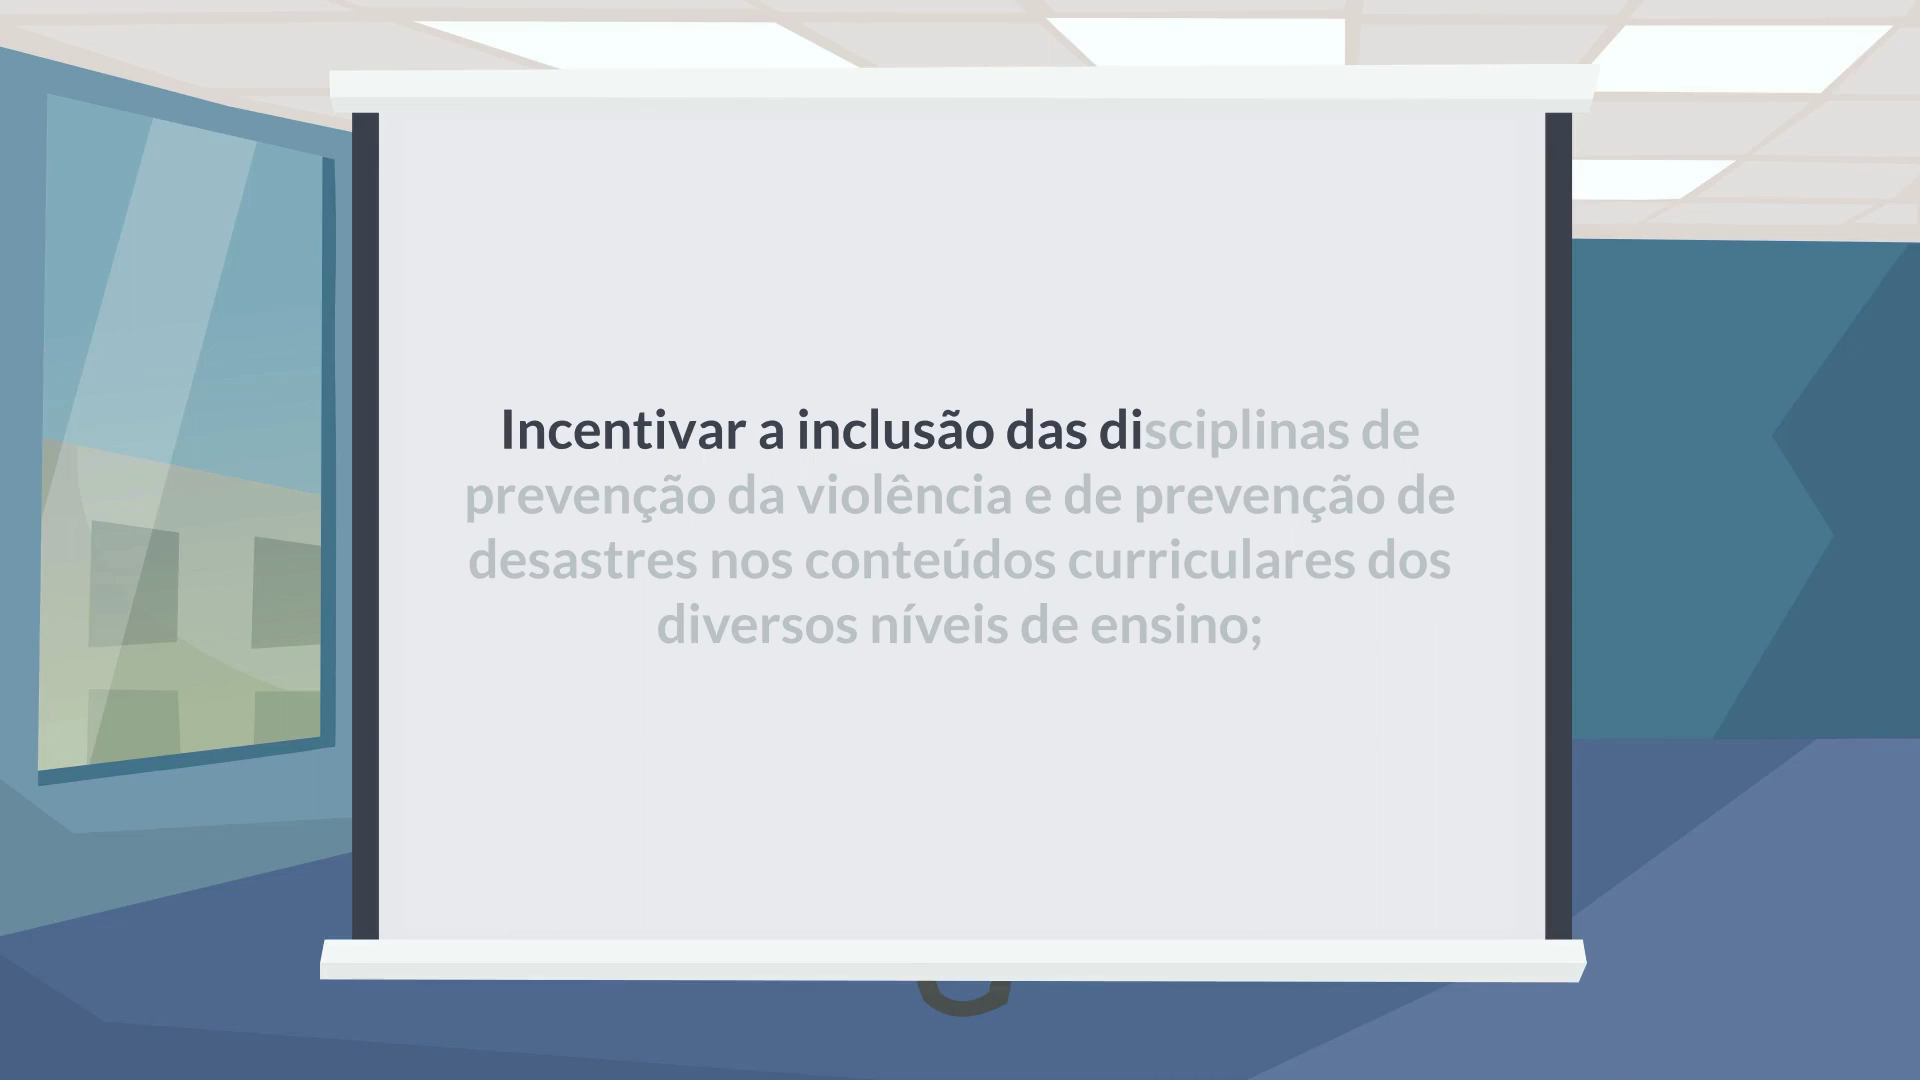 Incentivar a inclusão das disciplinas de
prevenção da violência e de prevenção de
desastres nos conteúdos curriculares dos
diversos níveis de ensino;